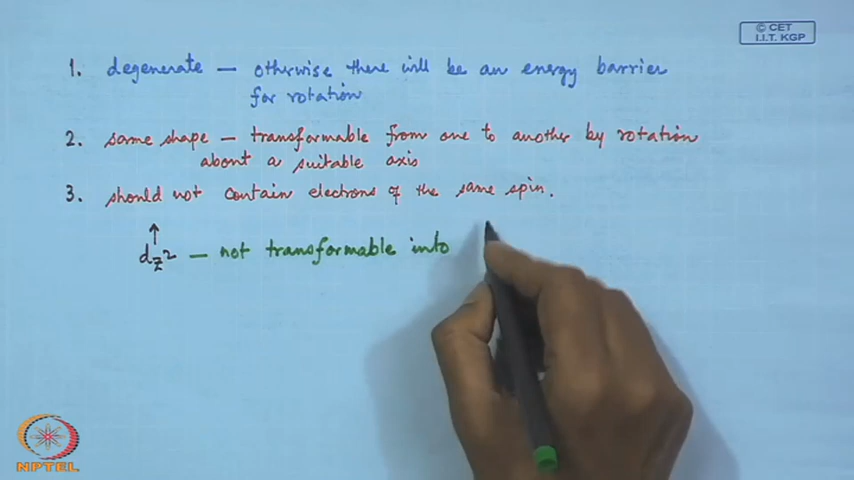 © CET
I.I.T. KGP
1. degenerate — otherwise there will be an energy barrier
for rotation
2. same shape — transformable from one to another by rotation
about a suitable axis
3. should not contain electrons of the same spin.
↑
dz2 — not transformable into
NPTEL